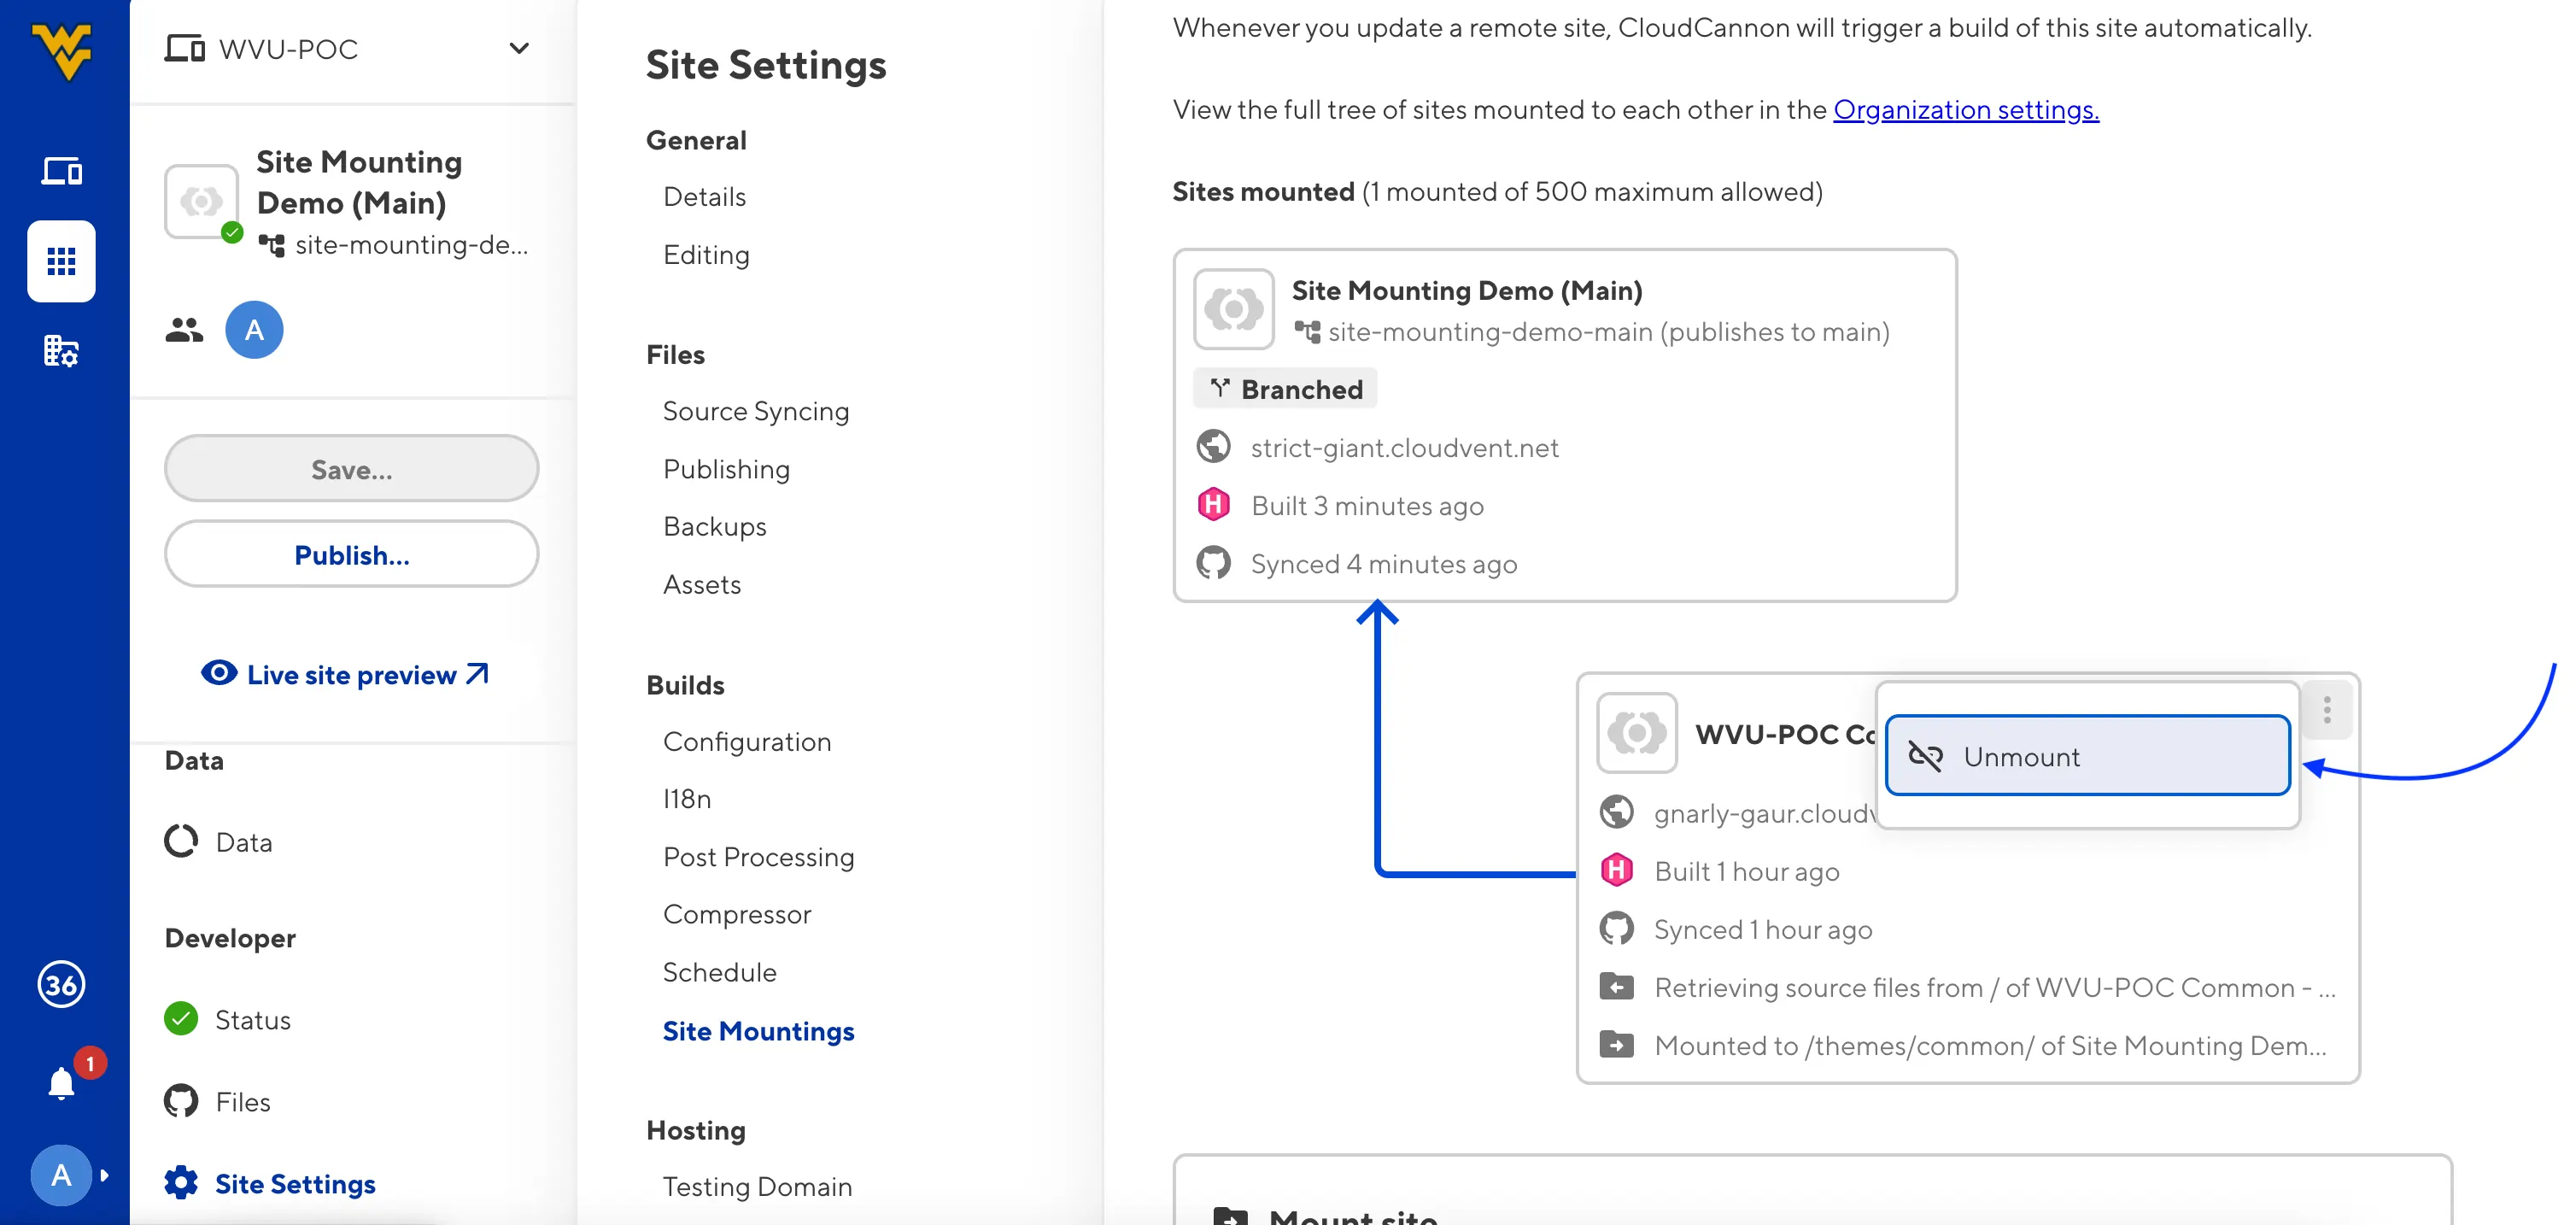 WVU-POC
Site Mounting
Demo (Main)
site-mounting-de...
A
Save...
Publish...
Live site preview
Data
Data
Developer
Status
Files
Site Settings
36
1
A
Site Settings
General
Details
Editing
Files
Source Syncing
Publishing
Backups
Assets
Builds
Configuration
I18n
Post Processing
Compressor
Schedule
Site Mountings
Hosting
Testing Domain
Whenever you update a remote site, CloudCannon will trigger a build of this site automatically.
View the full tree of sites mounted to each other in the Organization settings.
Sites mounted (1 mounted of 500 maximum allowed)
Site Mounting Demo (Main)
site-mounting-demo-main (publishes to main)
Branched
strict-giant.cloudvent.net
H Built 3 minutes ago
Synced 4 minutes ago
WVU-POC Co
Unmount
gnarly-gaur.cloudv
H Built 1 hour ago
Synced 1 hour ago
Retrieving source files from / of WVU-POC Common - ...
Mounted to /themes/common/ of Site Mounting Dem...
Mount site